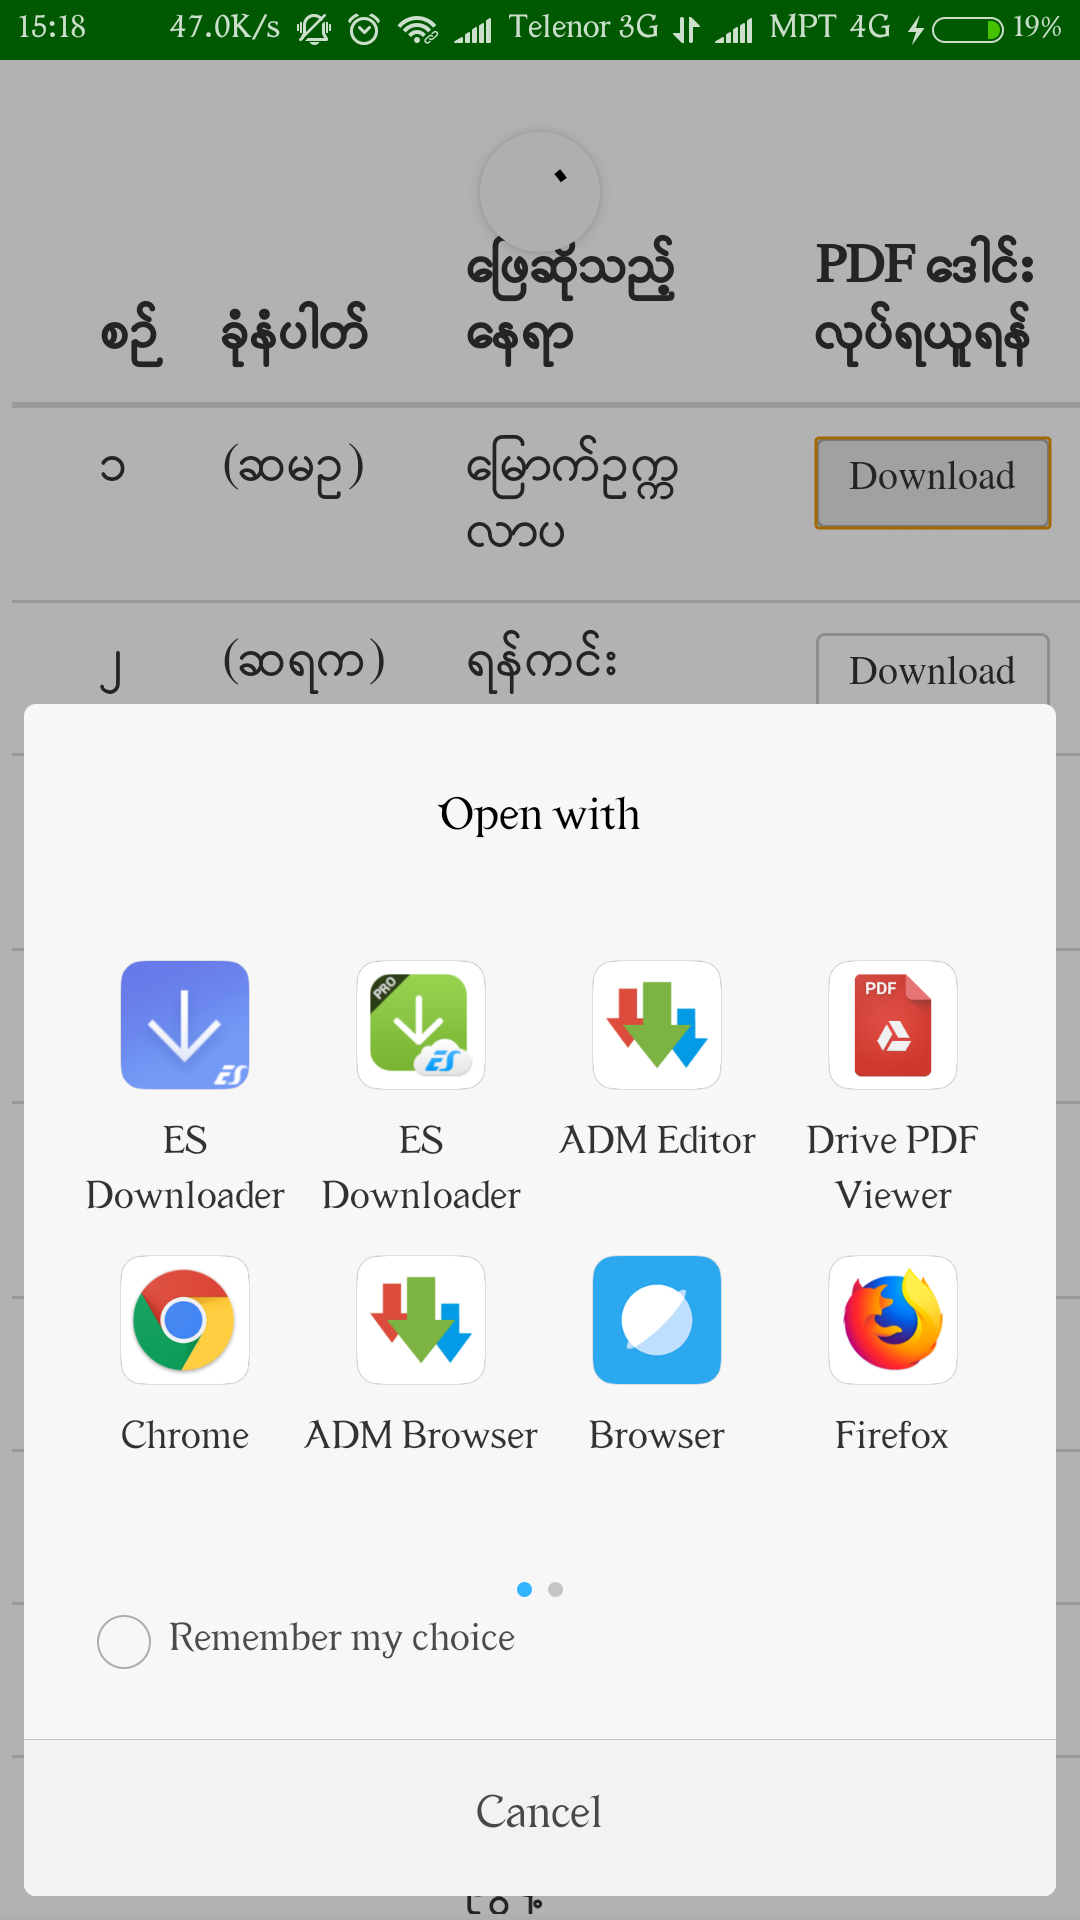 15:18 47.0K/s Telenor 3G MPT 4G 19%
စဉ် ခုံနံပါတ် ဖြေဆိုသည့် နေရာ PDF ဒေါင်း လုပ်ရယူရန်
၁ (ဆမဥ) မြောက်ဥက္က လာပ Download
၂ (ဆရက) ရန်ကင်း Download
Open with
ES Downloader
ES Downloader
ADM Editor
Drive PDF Viewer
Chrome
ADM Browser
Browser
Firefox
Remember my choice
Cancel